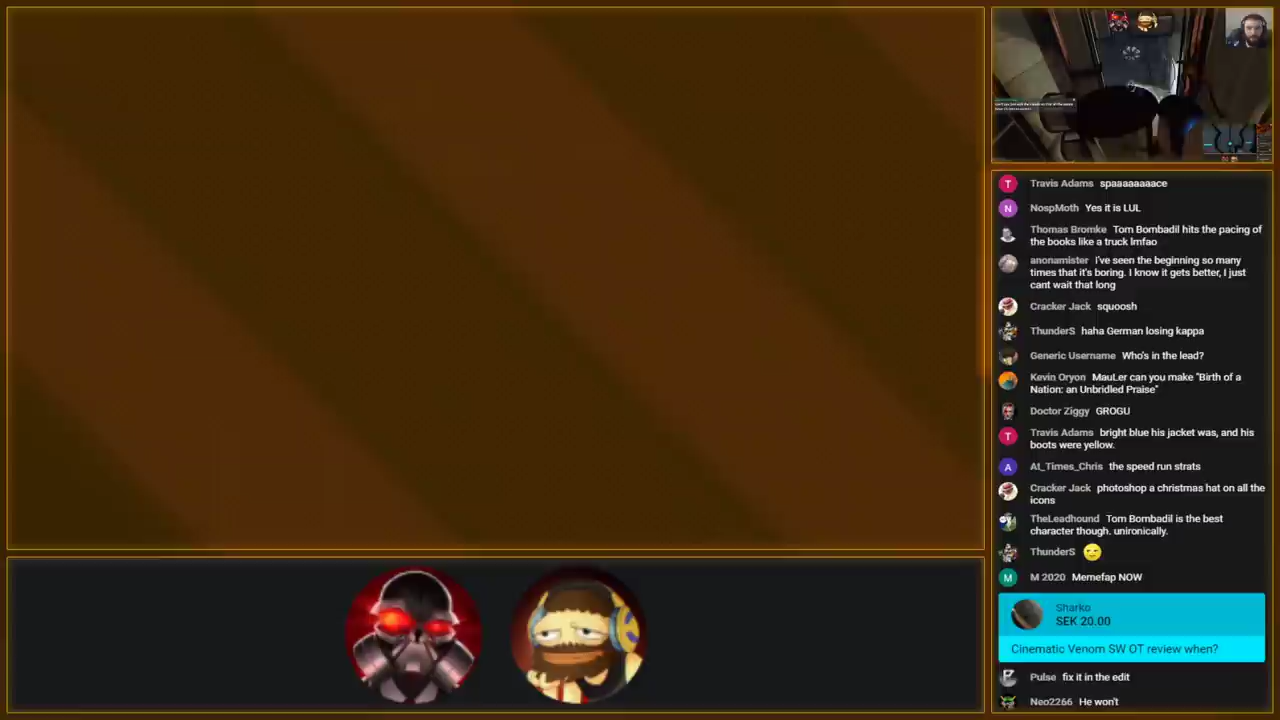 Travis Adams spaaaaaaaace
NospMoth Yes it is LUL
Thomas Bromke Tom Bombadil hits the pacing of
the books like a truck lmfao
anonamister I've seen the beginning so many
times that it's boring. I know it gets better, I just
cant wait that long
Cracker Jack squoosh
ThunderS haha German losing kappa
Generic Username Who's in the lead?
Kevin Oryon MauLer can you make "Birth of a
Nation: an Unbridled Praise"
Doctor Ziggy GROGU
Travis Adams bright blue his jacket was, and his
boots were yellow.
At_Times_Chris the speed run strats
Cracker Jack photoshop a christmas hat on all the
icons
TheLeadhound Tom Bombadil is the best
character though. unironically.
ThunderS
M 2020 Memefap NOW
Sharko
SEK 20.00
Cinematic Venom SW OT review when?
Pulse fix it in the edit
Neo2266 He won't